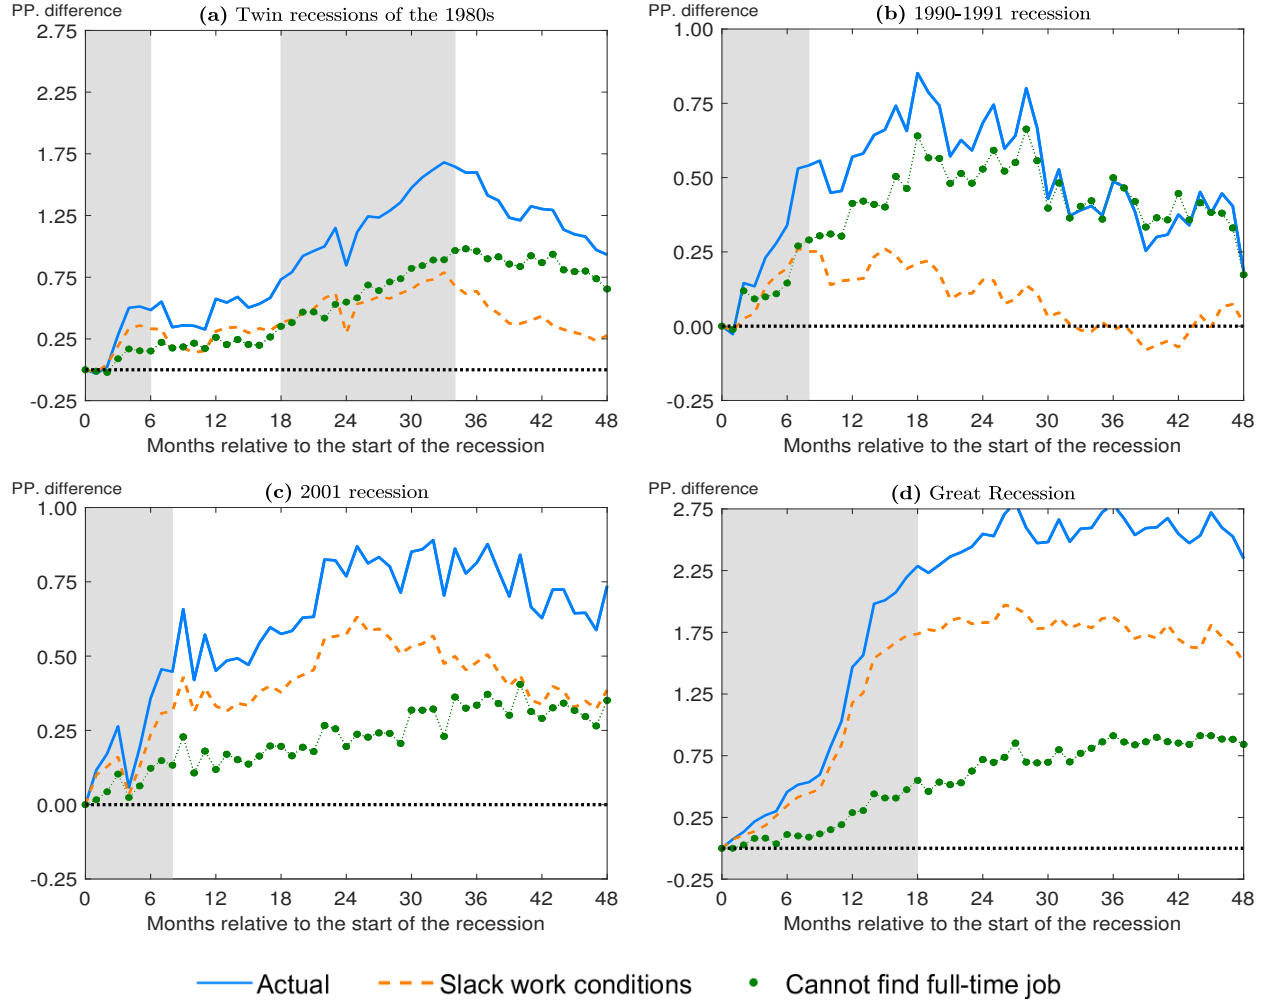 PP. difference
(a) Twin recessions of the 1980s
2.75
2.25
1.75
1.25
0.75
0.25
-0.25
0 6 12 18 24 30 36 42 48
Months relative to the start of the recession
PP. difference
(b) 1990-1991 recession
1.00
0.75
0.50
0.25
0.00
-0.25
0 6 12 18 24 30 36 42 48
Months relative to the start of the recession
PP. difference
(c) 2001 recession
1.00
0.75
0.50
0.25
0.00
-0.25
0 6 12 18 24 30 36 42 48
Months relative to the start of the recession
PP. difference
(d) Great Recession
2.75
2.25
1.75
1.25
0.75
0.25
-0.25
0 6 12 18 24 30 36 42 48
Months relative to the start of the recession
Actual Slack work conditions Cannot find full-time job